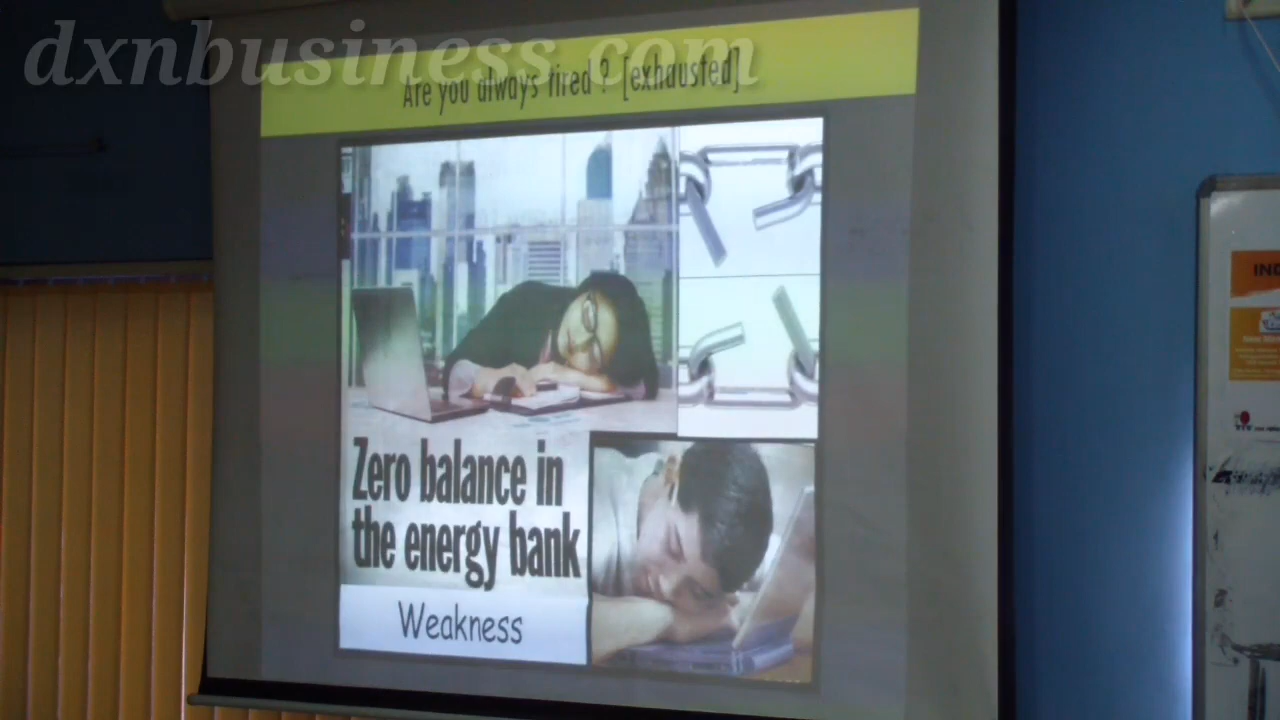 dxnbusiness.com
Are you always tired ? [exhausted]
Zero balance in
the energy bank
Weakness